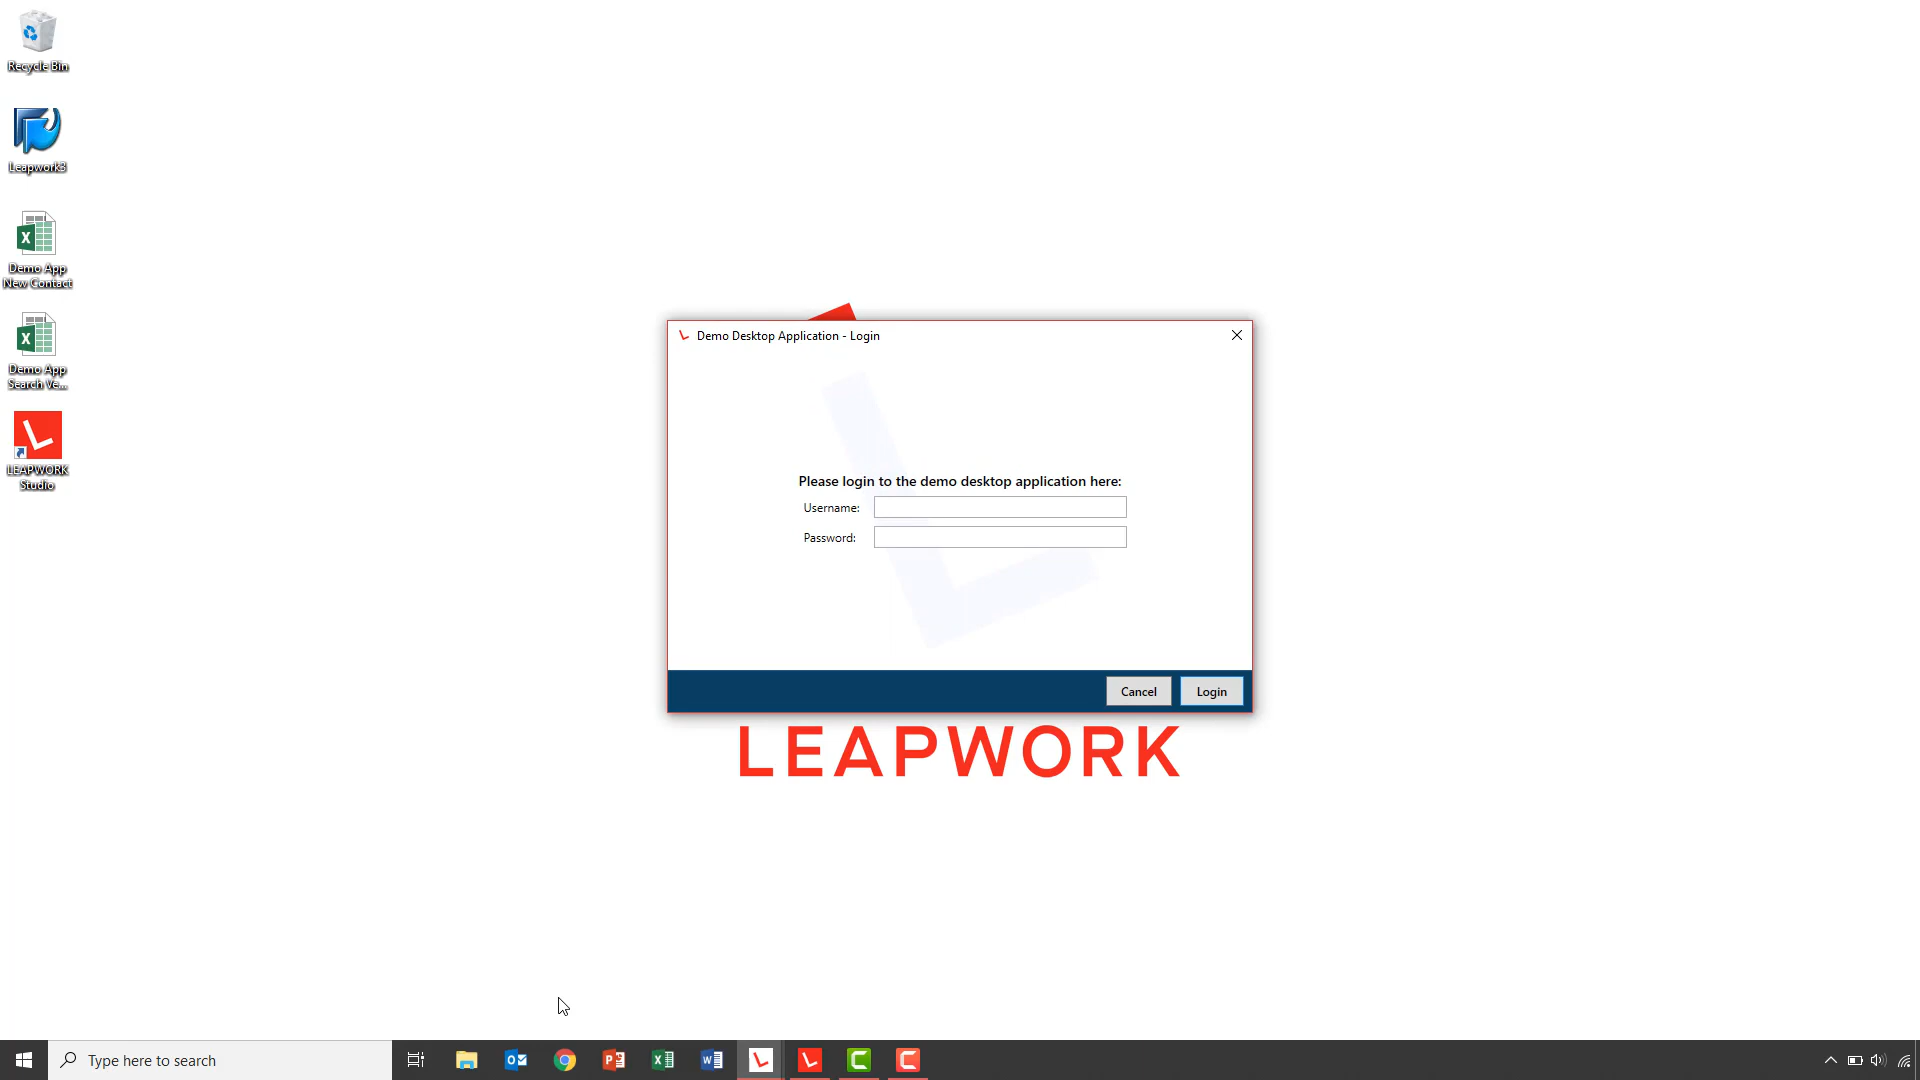 Recycle Bin
Leapwork3
Demo App
New Contact
Demo App
Search Ve...
LEAPWORK
Studio
Demo Desktop Application - Login
Please login to the demo desktop application here:
Username:
Password:
Cancel
Login
LEAPWORK
Type here to search